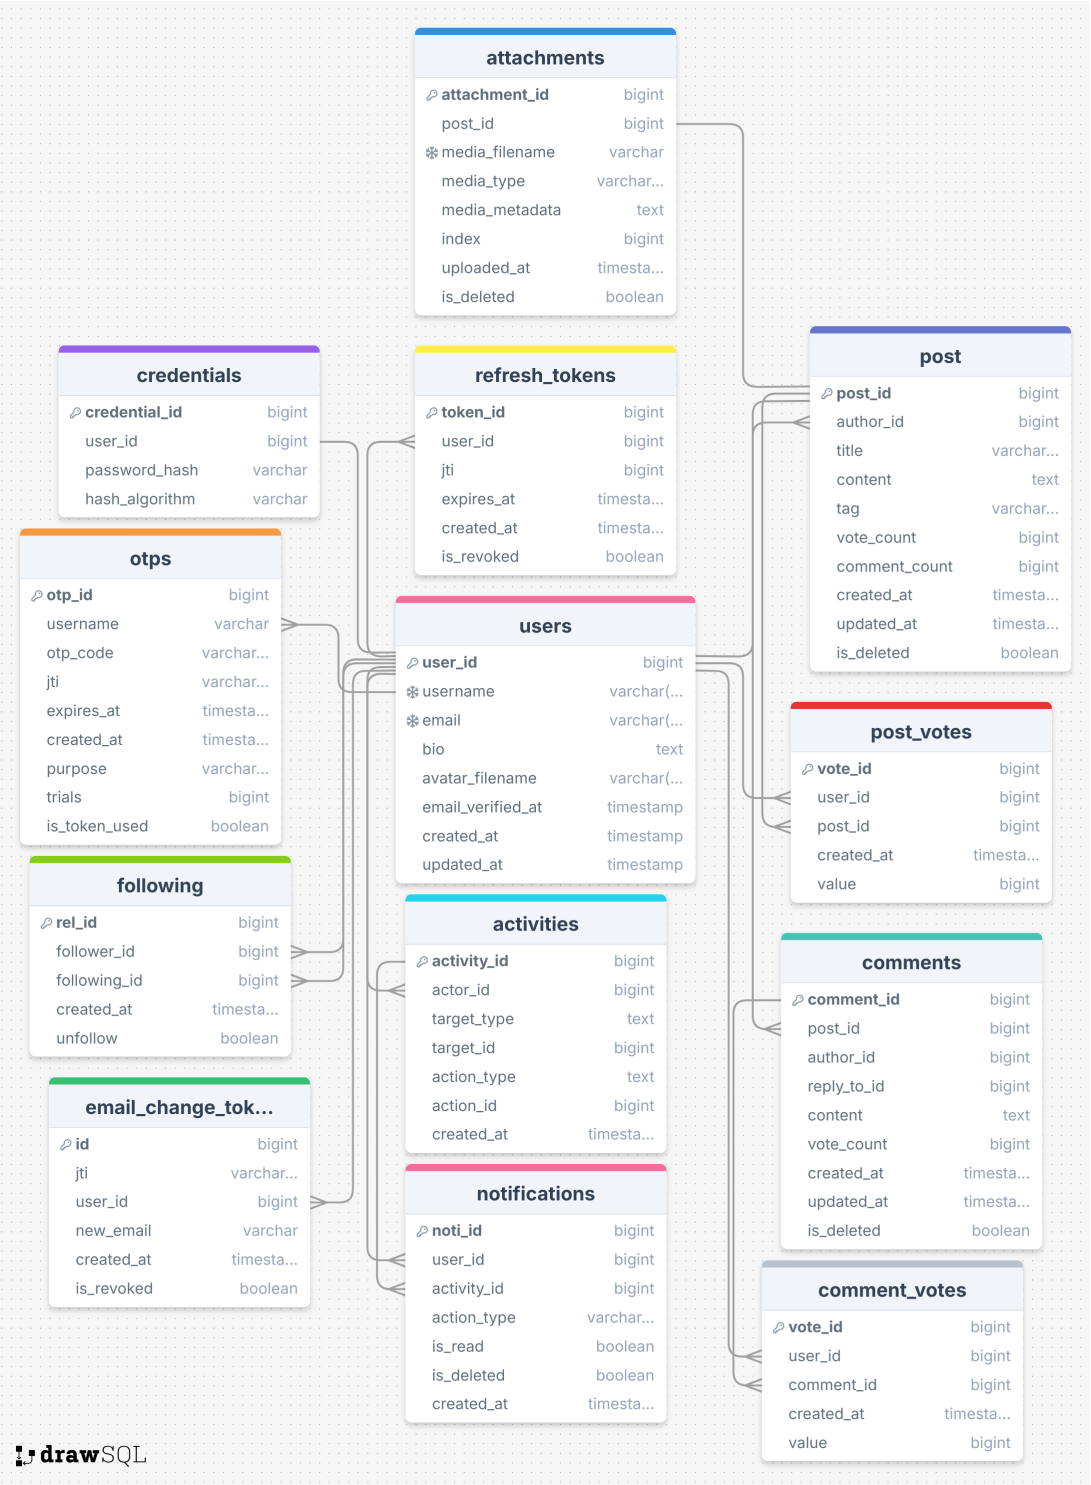 attachments
attachment_id bigint
post_id bigint
media_filename varchar
media_type varchar...
media_metadata text
index bigint
uploaded_at timesta...
is_deleted boolean
credentials
credential_id bigint
user_id bigint
password_hash varchar
hash_algorithm varchar
refresh_tokens
token_id bigint
user_id bigint
jti bigint
expires_at timesta...
created_at timesta...
is_revoked boolean
post
post_id bigint
author_id bigint
title varchar...
content text
tag varchar...
vote_count bigint
comment_count bigint
created_at timesta...
updated_at timesta...
is_deleted boolean
otps
otp_id bigint
username varchar
otp_code varchar...
jti varchar...
expires_at timesta...
created_at timesta...
purpose varchar...
trials bigint
is_token_used boolean
users
user_id bigint
username varchar(...
email varchar(...
bio text
avatar_filename varchar(...
email_verified_at timestamp
created_at timestamp
updated_at timestamp
post_votes
vote_id bigint
user_id bigint
post_id bigint
created_at timesta...
value bigint
following
rel_id bigint
follower_id bigint
following_id bigint
created_at timesta...
unfollow boolean
activities
activity_id bigint
actor_id bigint
target_type text
target_id bigint
action_type text
action_id bigint
created_at timesta...
comments
comment_id bigint
post_id bigint
author_id bigint
reply_to_id bigint
content text
vote_count bigint
created_at timesta...
updated_at timesta...
is_deleted boolean
email_change_tok...
id bigint
jti varchar...
user_id bigint
new_email varchar
created_at timesta...
is_revoked boolean
notifications
noti_id bigint
user_id bigint
activity_id bigint
action_type varchar...
is_read boolean
is_deleted boolean
created_at timesta...
comment_votes
vote_id bigint
user_id bigint
comment_id bigint
created_at timesta...
value bigint
drawSQL